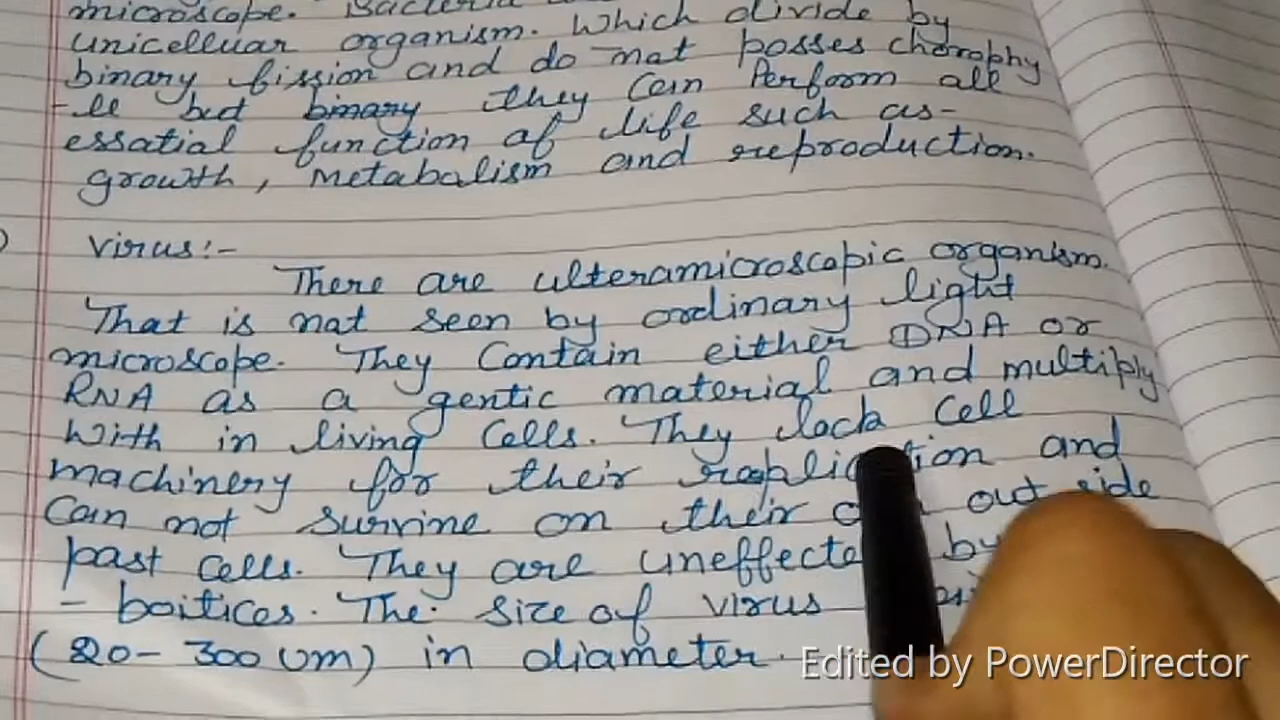 microscope. Bacteria
unicelluar organism. Which divide by
binary fission and do not posses chorophy
-ll but binary they Can Perform all
essatial function of life such as-
growth, metabalism and reproduction.
Virus:-
There are ulteramicroscopic organism.
That is not seen by ordinary light
microscope. They Contain either DNA or
RNA as a gentic material and multiply
With in living Cells. They lack Cell
machinery for their and
Can not survine on their out side
past Cells. They are by
- boitices. The size of virus
(20- 300 um) in diameter.
Edited by PowerDirector